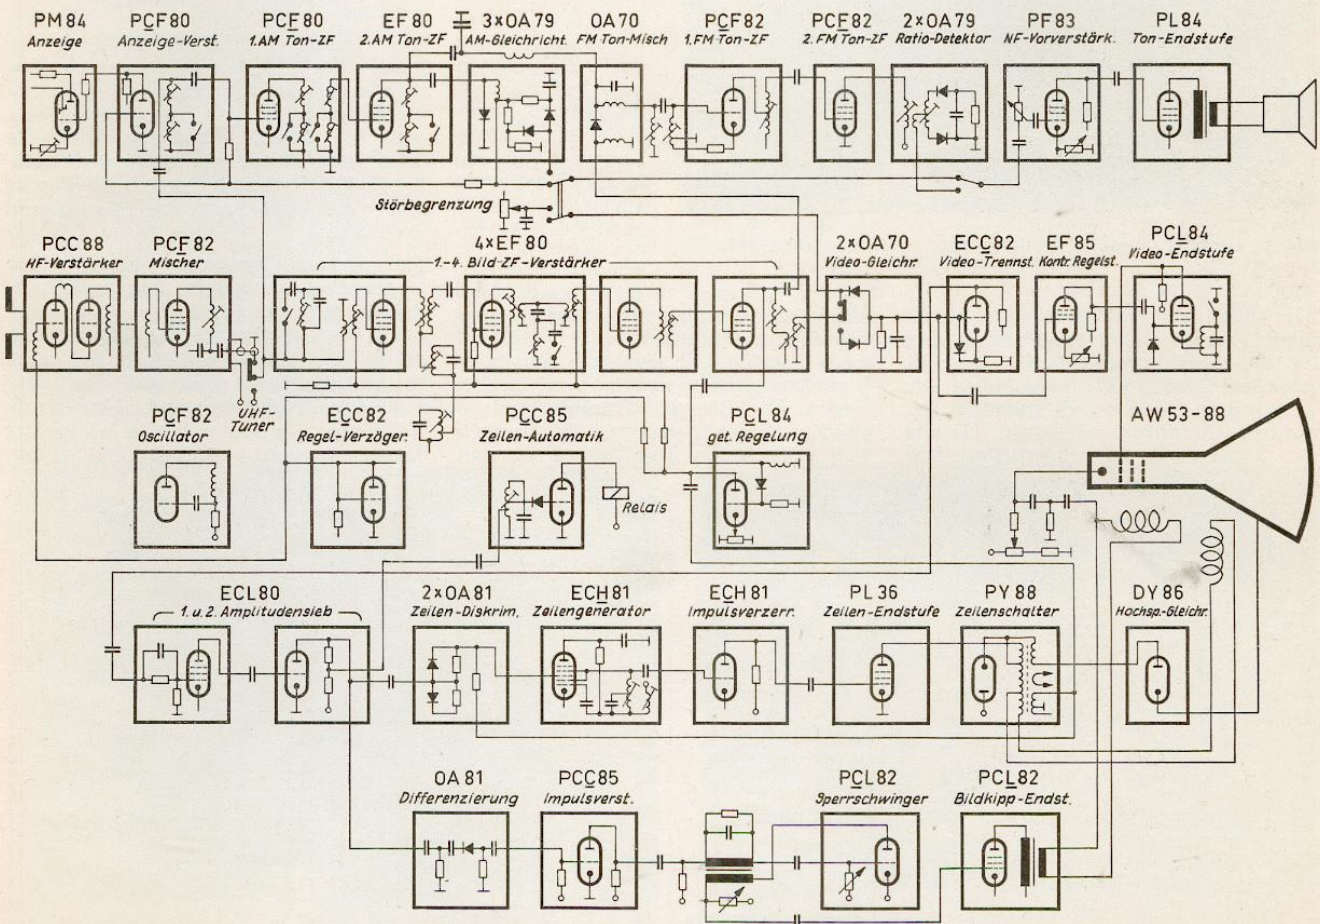 PM 84
Anzeige
PCF 80
Anzeige-Verst.
PCF 80
1. AM Ton-ZF
EF 80
2. AM Ton-ZF
3×OA79
AM-Gleichricht.
OA 70
FM Ton-Misch
PCF 82
1. FM Ton-ZF
PCF 82
2. FM Ton-ZF
2×OA79
Ratio-Detektor
PF 83
NF-Vorverstärk.
PL 84
Ton-Endstufe
Störbegrenzung
PCC 88
HF-Verstärker
PCF 82
Mischer
4×EF 80
1.-4. Bild-ZF-Verstärker
2×OA 70
Video-Gleichr.
ECC 82
Video-Trennst.
EF 85
Kontr. Regelst.
PCL 84
Video-Endstufe
UHF-
Tuner
PCF 82
Oscillator
ECC 82
Regel-Verzöger.
PCC 85
Zeilen-Automatik
Relais
PCL 84
get. Regelung
AW 53-88
ECL 80
1. u. 2. Amplitudensieb
2×OA 81
Zeilen-Diskrim.
ECH 81
Zeilengenerator
ECH 81
Impulsverzerr.
PL 36
Zeilen-Endstufe
PY 88
Zeilenschalter
DY 86
Hochsp.-Gleichr.
OA 81
Differenzierung
PCC 85
Impulsverst.
PCL 82
Sperrschwinger
PCL 82
Bildkipp-Endst.